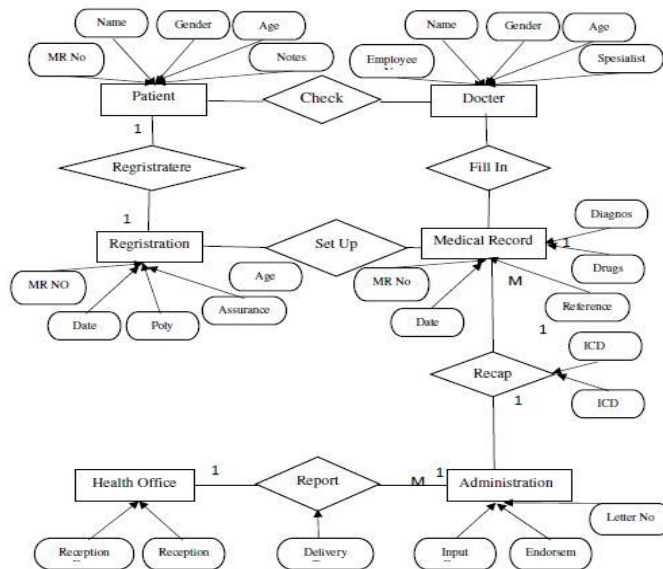 Name
Gender
Age
Name
Gender
Age
MR No
Notes
Employee
Spesialist
Patient
Check
Docter
1
Regristratere
Fill In
1
Diagnos
Regristration
Set Up
Medical Record
1
MR NO
Age
MR No
M
Drugs
Date
Poly
Assurance
Date
Reference
1
ICD
Recap
1
ICD
Health Office
1
Report
M
1
Administration
Letter No
Reception
Reception
Delivery
Input
Endorsem